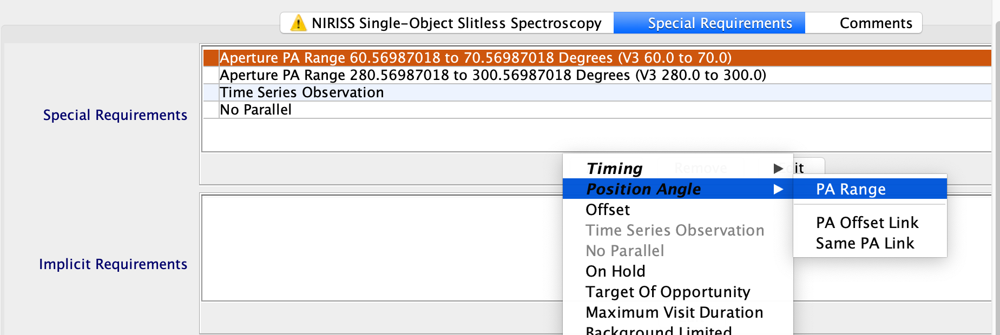 NIRISS Single-Object Slitless Spectroscopy
Special Requirements
Comments
Special Requirements
Aperture PA Range 60.56987018 to 70.56987018 Degrees (V3 60.0 to 70.0)
Aperture PA Range 280.56987018 to 300.56987018 Degrees (V3 280.0 to 300.0)
Time Series Observation
No Parallel
Remove
Implicit Requirements
Timing
Position Angle
Offset
Time Series Observation
No Parallel
On Hold
Target Of Opportunity
Maximum Visit Duration
Background Limited
PA Range
PA Offset Link
Same PA Link